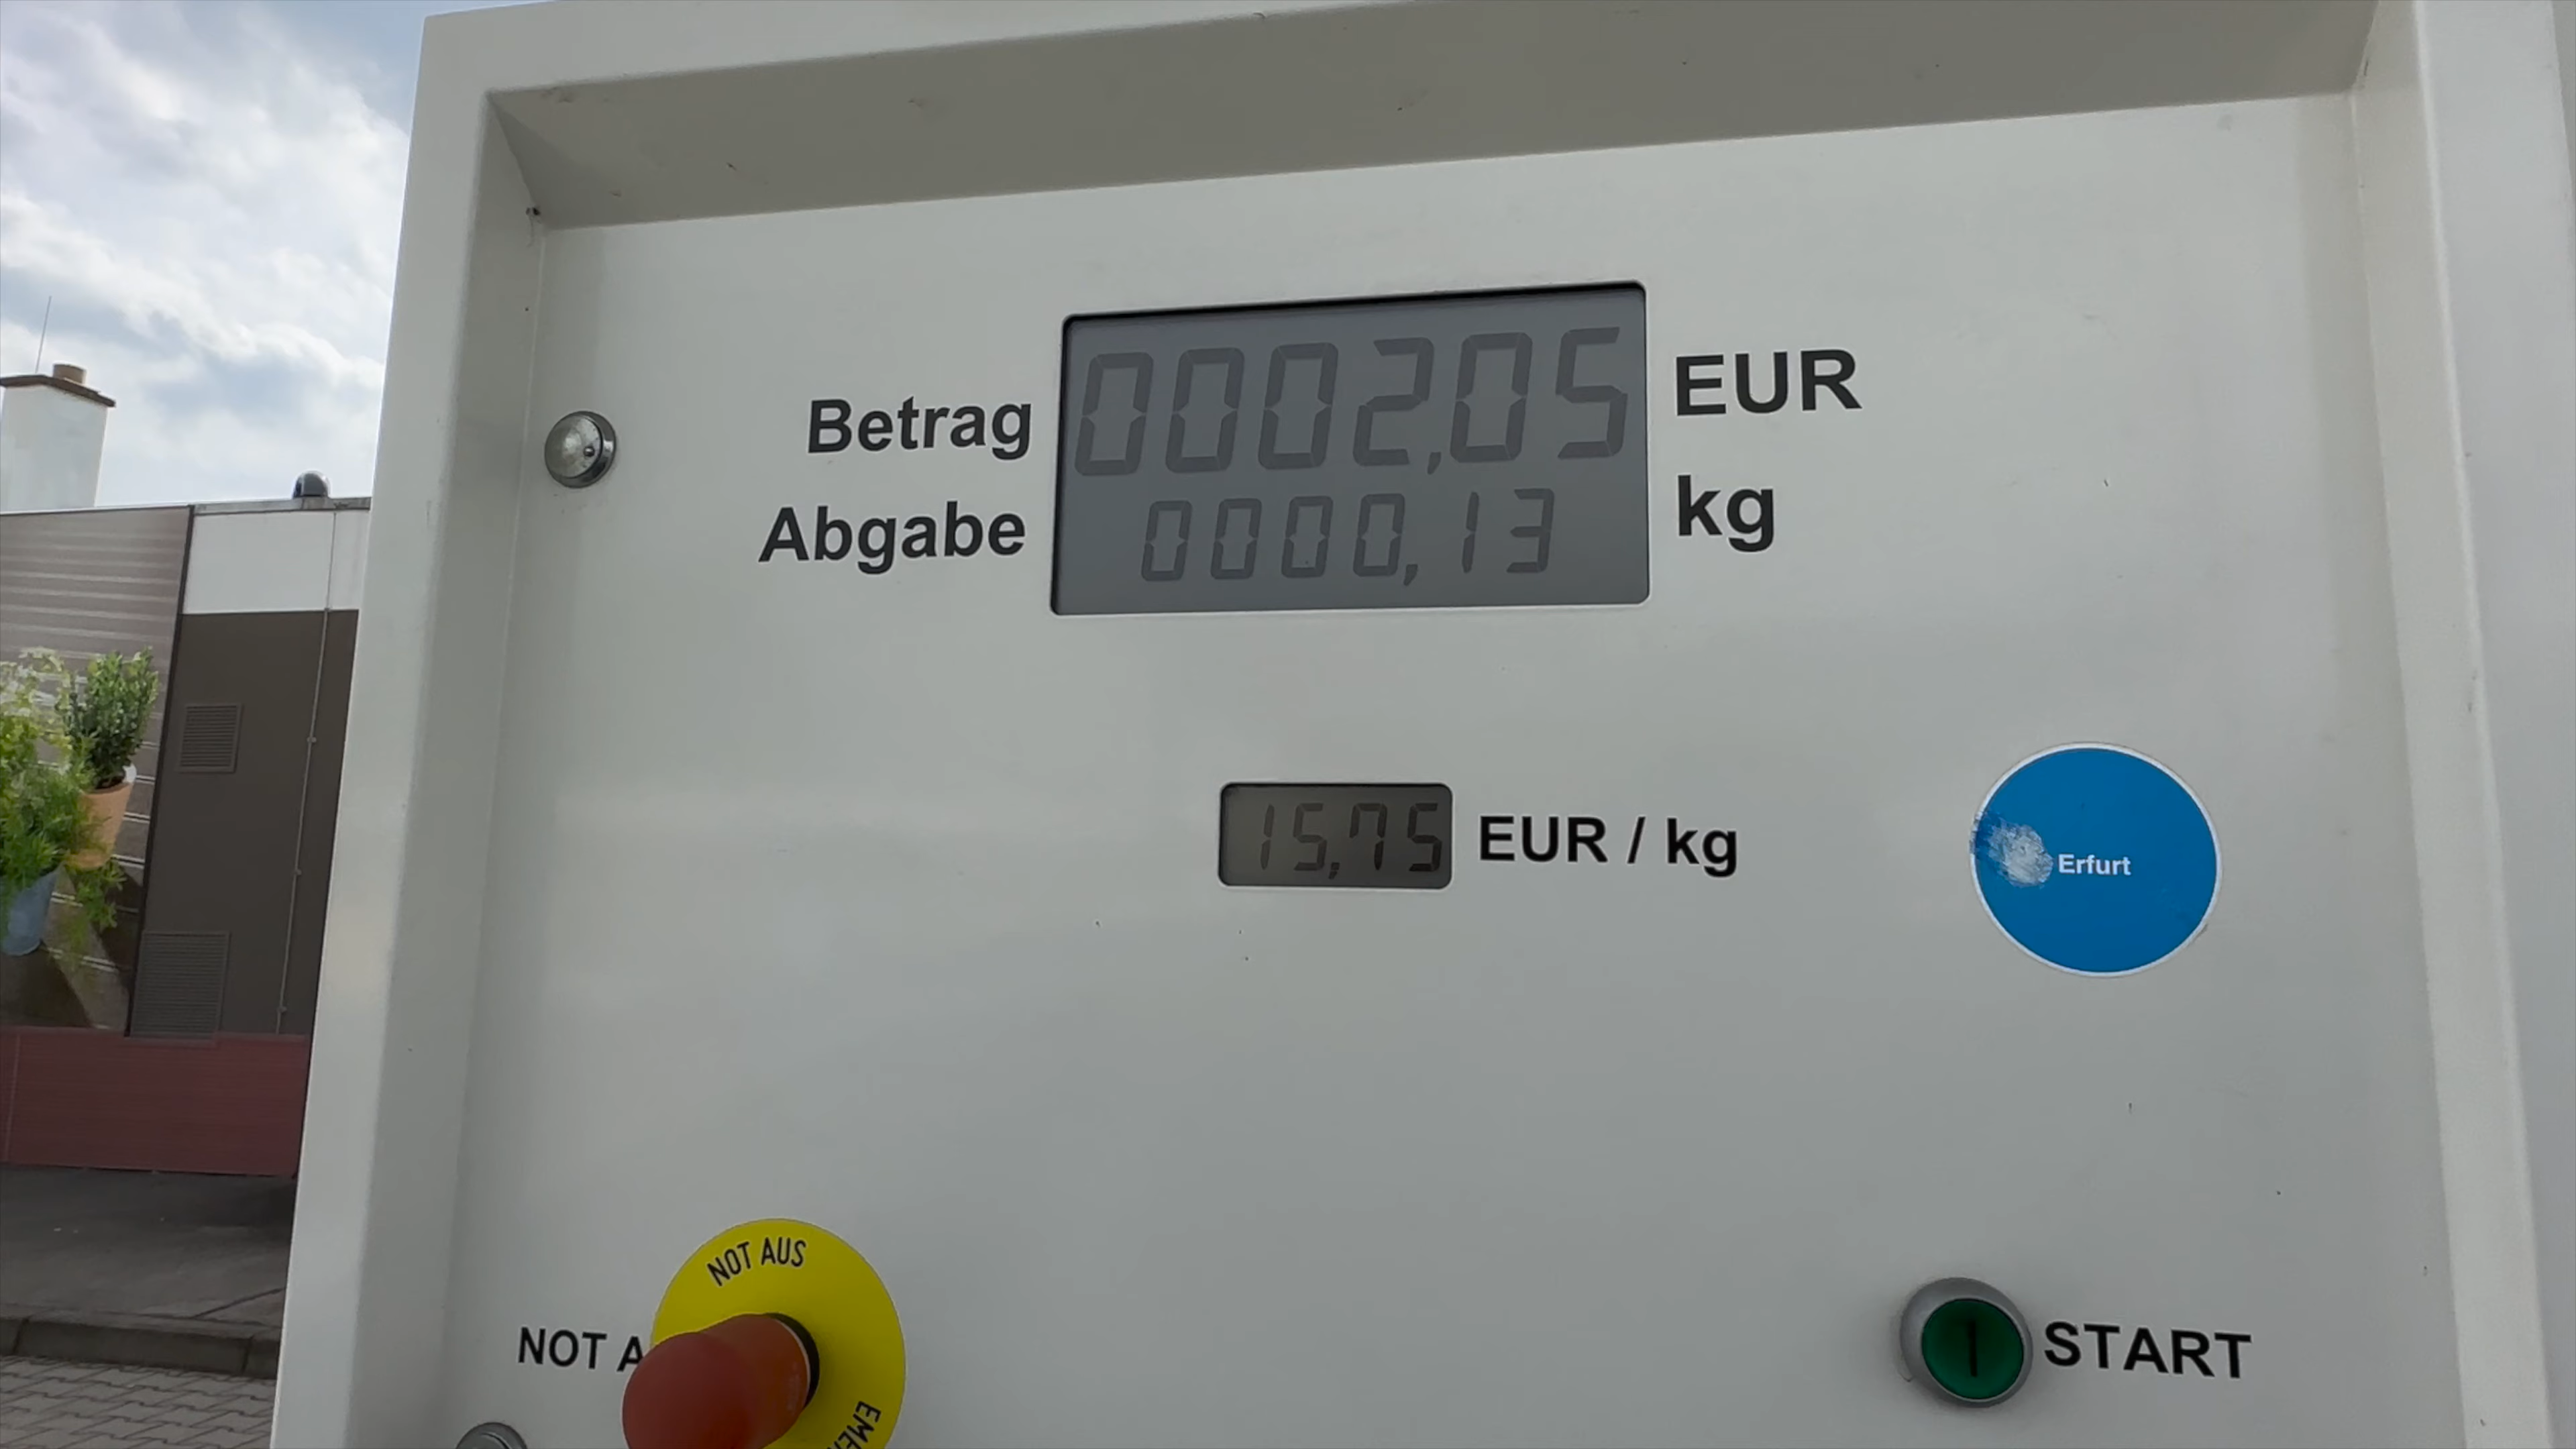 Betrag 0002,05 EUR
Abgabe 0000,13 kg
15,75 EUR / kg
Erfurt
NOT AUS
NOT A
START